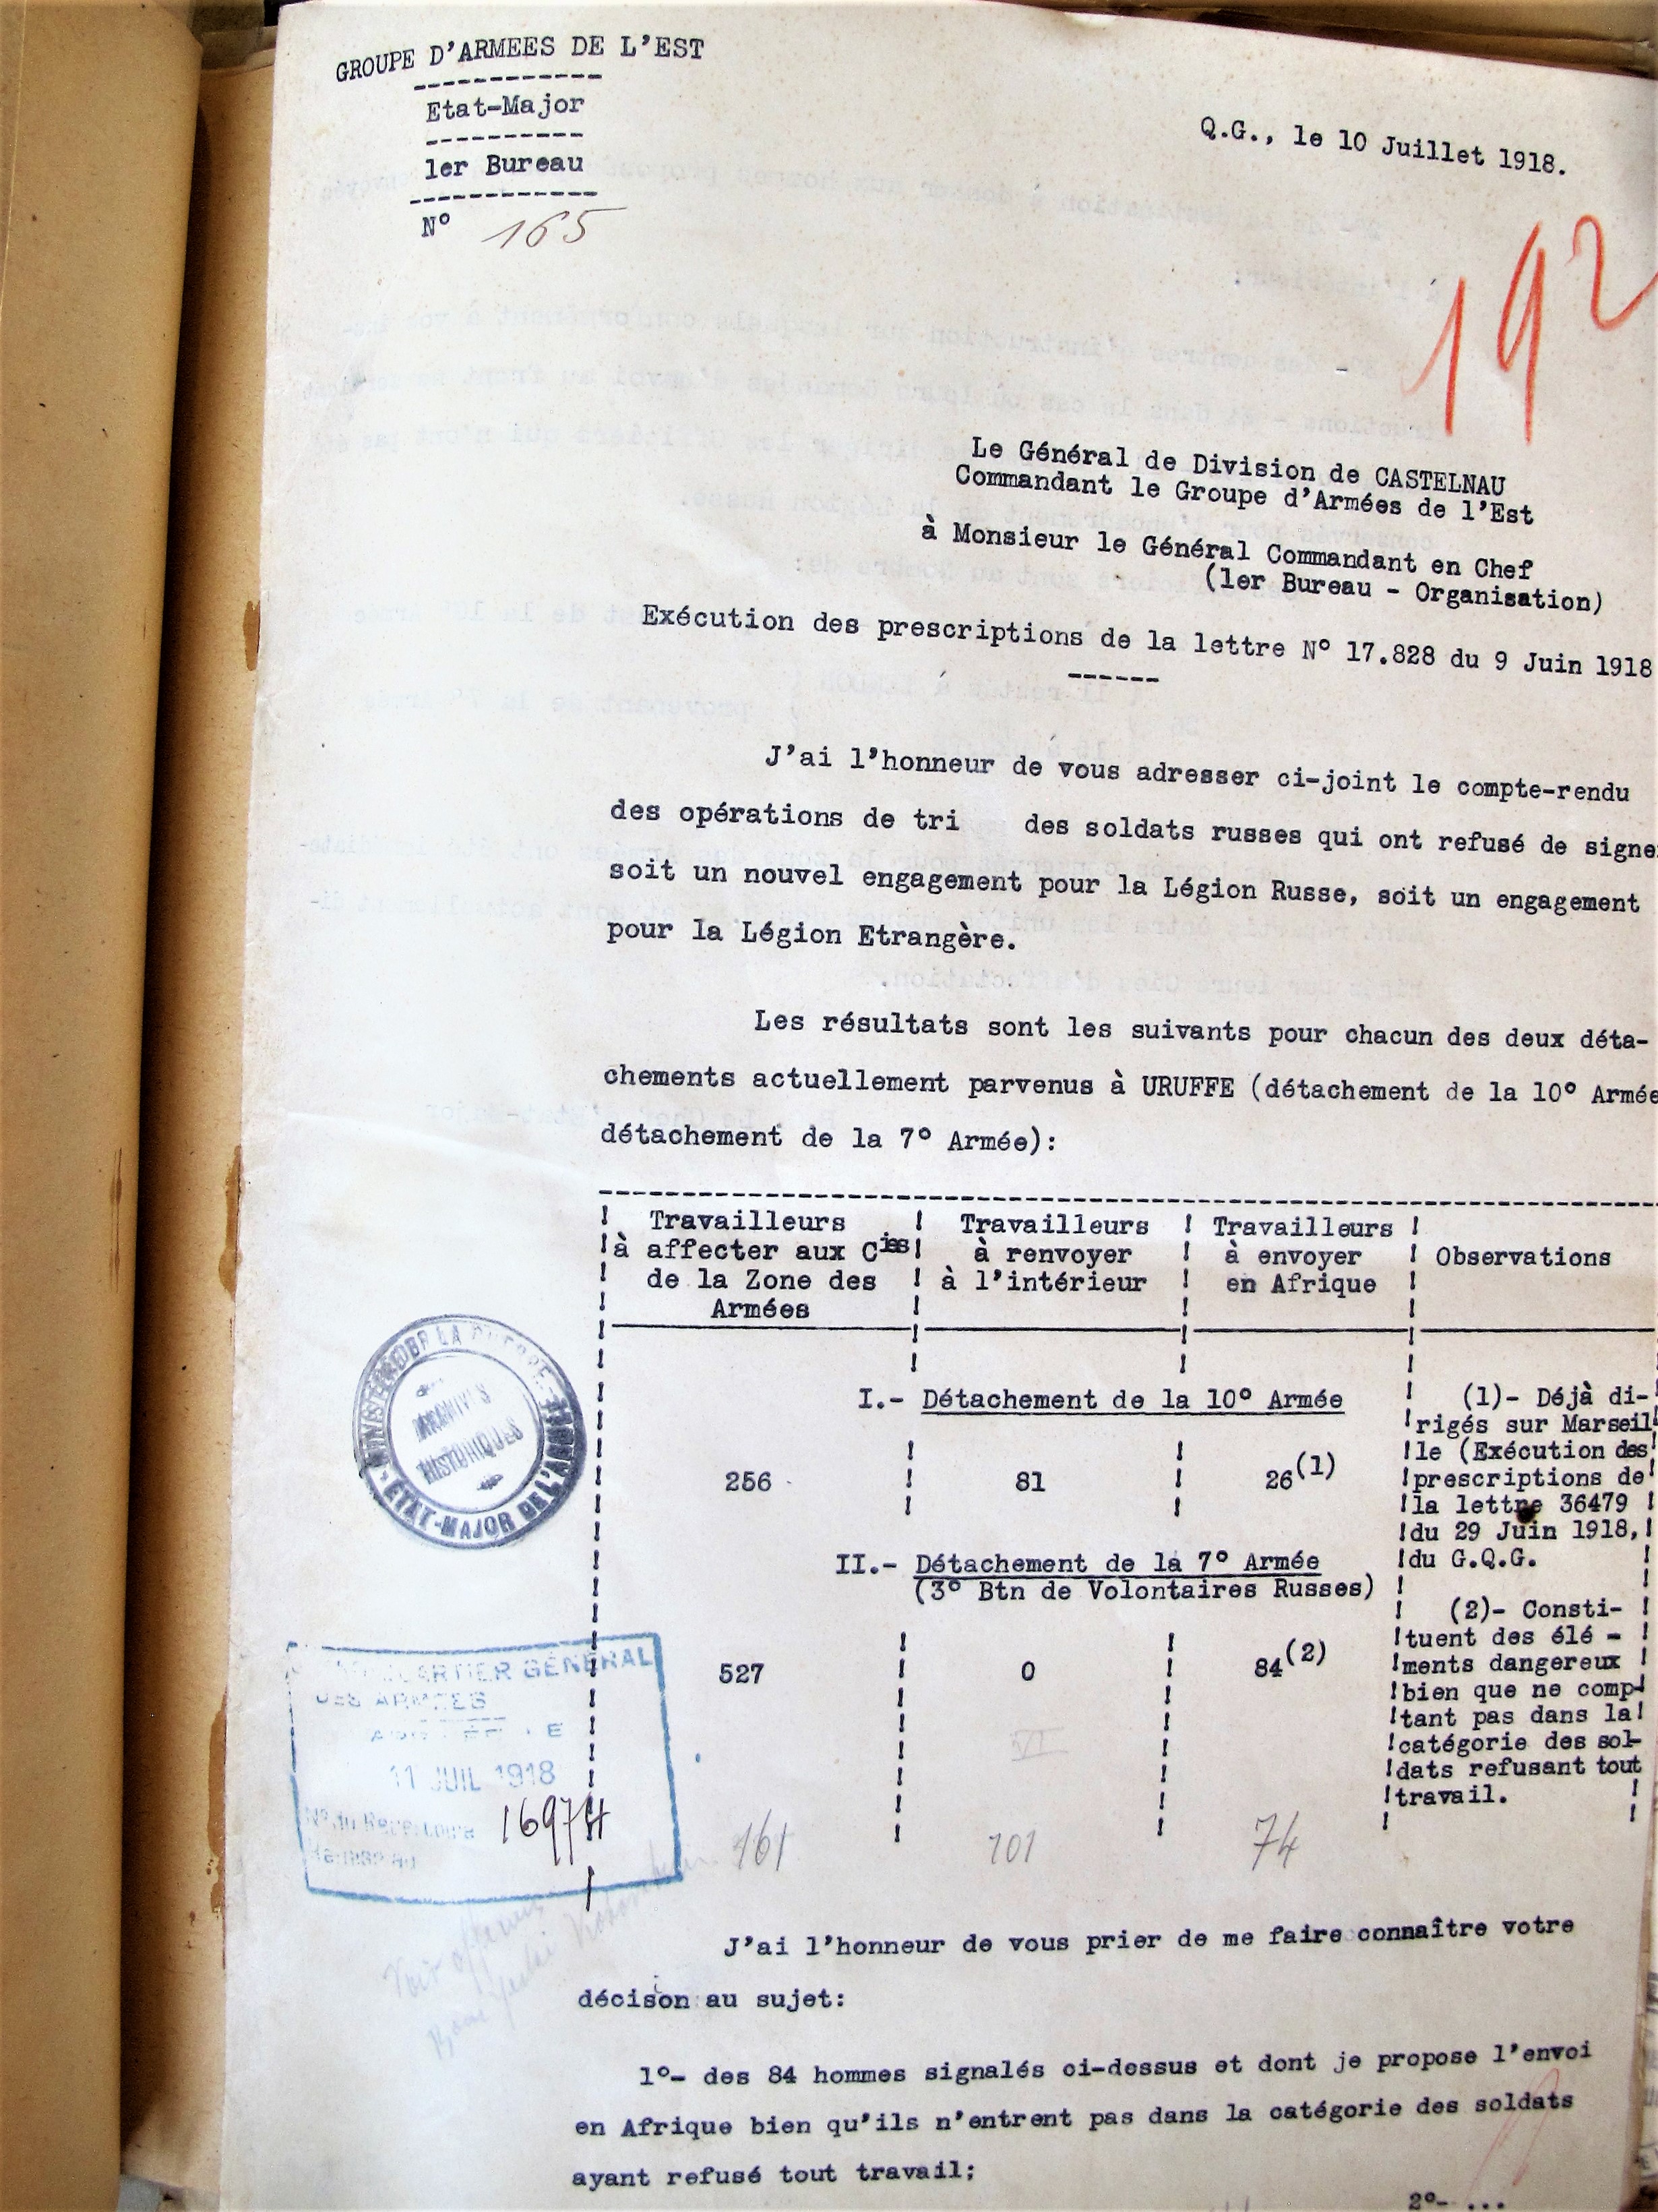 GROUPE D'ARMEES DE L'EST
-----------
Etat-Major
----------
1er Bureau
-----------
N° 165
Q.G., le 10 Juillet 1918.
192
Le Général de Division de CASTELNAU
Commandant le Groupe d'Armées de l'Est
à Monsieur le Général Commandant en Chef
(1er Bureau - Organisation)
Exécution des prescriptions de la lettre N° 17.828 du 9 Juin 1918
------
J'ai l'honneur de vous adresser ci-joint le compte-rendu
des opérations de tri des soldats russes qui ont refusé de signe
soit un nouvel engagement pour la Légion Russe, soit un engagement
pour la Légion Etrangère.
Les résultats sont les suivants pour chacun des deux déta-
chements actuellement parvenus à URUFFE (détachement de la 10° Armée
détachement de la 7° Armée):
Travailleurs
à affecter aux Cies
de la Zone des
Armées
Travailleurs
à renvoyer
à l'intérieur
Travailleurs
à envoyer
en Afrique
Observations
I.- Détachement de la 10° Armée
256
81
26(1)
II.- Détachement de la 7° Armée
(3° Btn de Volontaires Russes)
527
0
84(2)
(1)- Déjà di-
rigés sur Marseil
le (Exécution des
prescriptions de
la lettre 36479
du 29 Juin 1918,
du G.Q.G.
(2)- Consti-
tuent des élé -
ments dangereux
bien que ne comp-
tant pas dans la
catégorie des sol-
dats refusant tout
travail.
VI
161
101
74
MINISTERE DE LA GUERRE
ETAT-MAJOR DE L'ARMÉE
ARCHIVES
HISTORIQUES
QUARTIER GÉNÉRAL
DES ARMEES
11 JUIL 1918
N° du Repertoire
16974
J'ai l'honneur de vous prier de me faire connaître votre
décison au sujet:
1°- des 84 hommes signalés ci-dessus et dont je propose l'envoi
en Afrique bien qu'ils n'entrent pas dans la catégorie des soldats
ayant refusé tout travail;
2°- ...